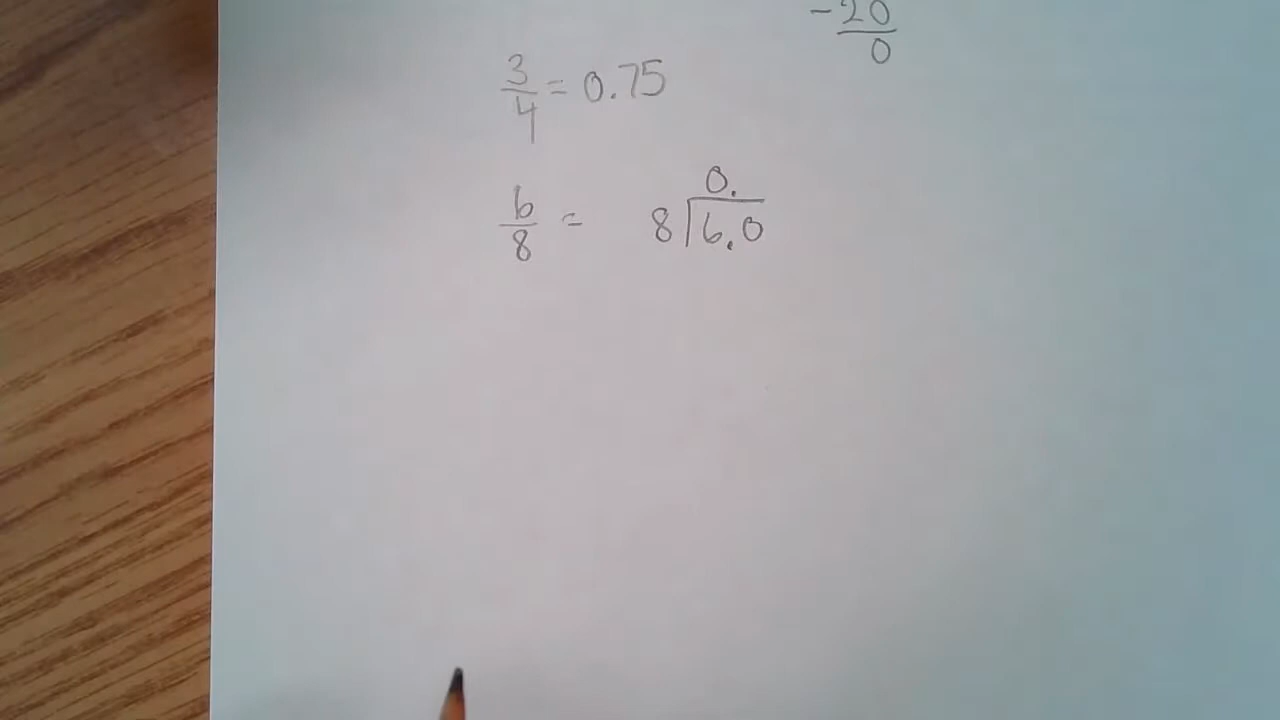 -20
0
3/4 = 0.75
0.
6/8 = 8 6.0